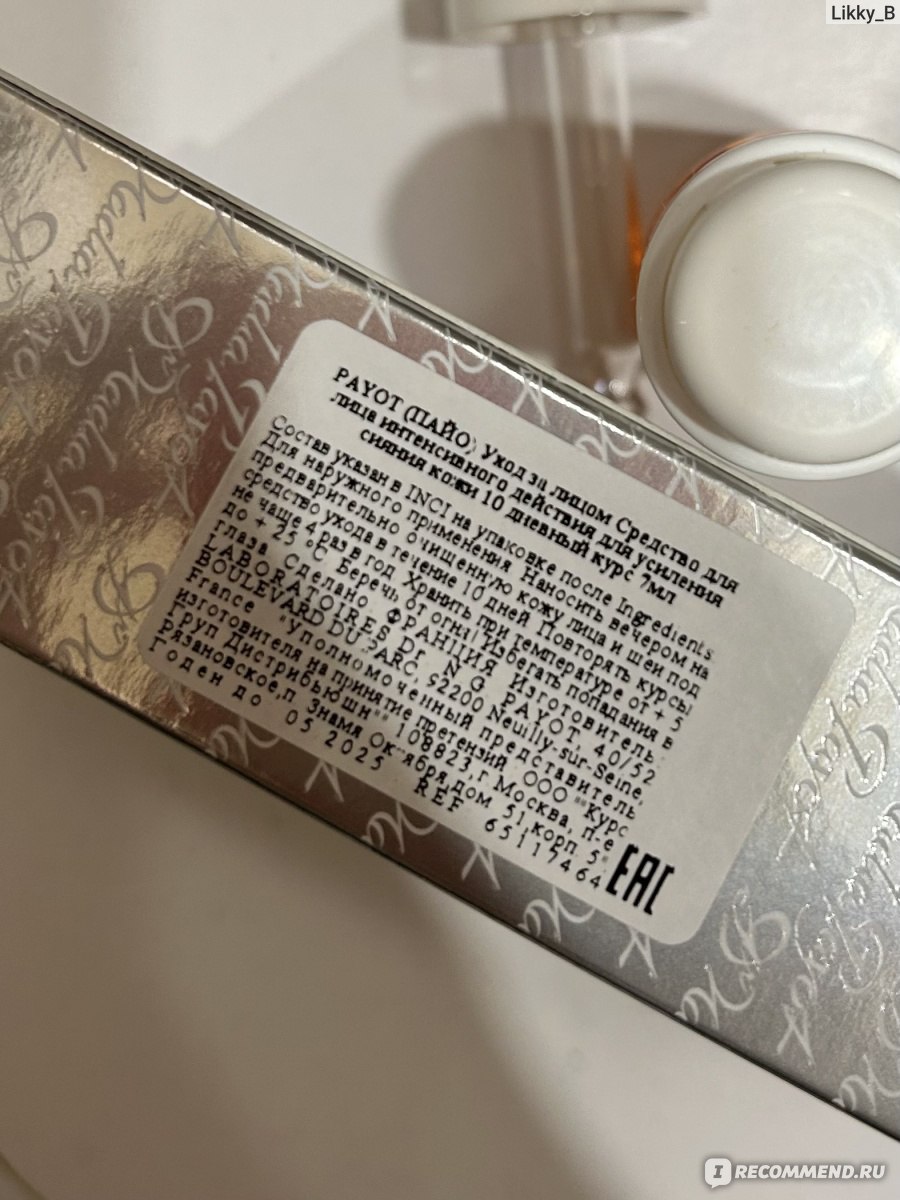 Likky_B
PAYOT (ПАЙО) Уход за лицом Средство для
лица интенсивного действия для усиления
сияния кожи 10 дневный курс 7мл
Состав указан в INCI на упаковке после Ingredients
Для наружного применения Наносить вечером на
предварительно очищенную кожу лица и шеи под
средство ухода в течение 10 дней Повторять курсы
не чаще 4 раз в год Хранить при температуре от + 5
до + 25 °C Беречь от огня! Избегать попадания в
глаза Сделано ФРАНЦИЯ Изготовитель:
LABORATOIRES Dr N.G. PAYOT, 40/52
BOULEVARD DU PARC, 92200 Neuilly-sur-Seine,
France "Уполномоченный представитель
изготовителя на принятие претензий ООО ""Курс
Груп Дистрибьюшн"" 108823,г.Москва, п-е
Рязановское,п Знамя Октября,дом 51,корп 5"
Годен до 05 2025 REF 65117464
EAC
Nadia Payot
IRECOMMEND.RU